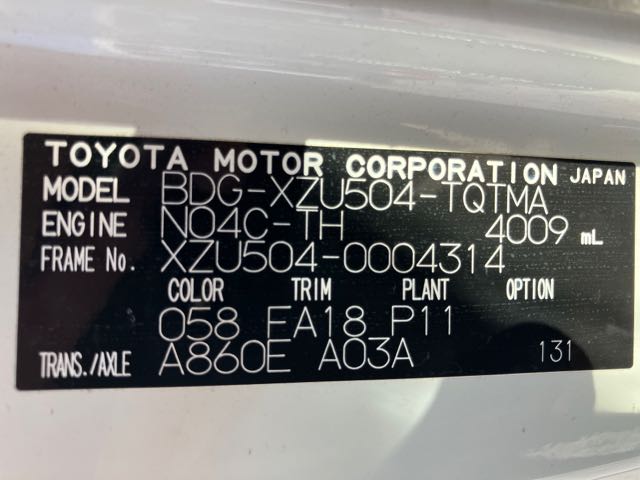 TOYOTA MOTOR CORPORATION JAPAN
MODEL BDG-XZU504-TQTMA
ENGINE N04C-TH 4009 mL
FRAME No. XZU504-0004314
COLOR TRIM PLANT OPTION
058 FA18 P11
TRANS./AXLE A860E A03A 131